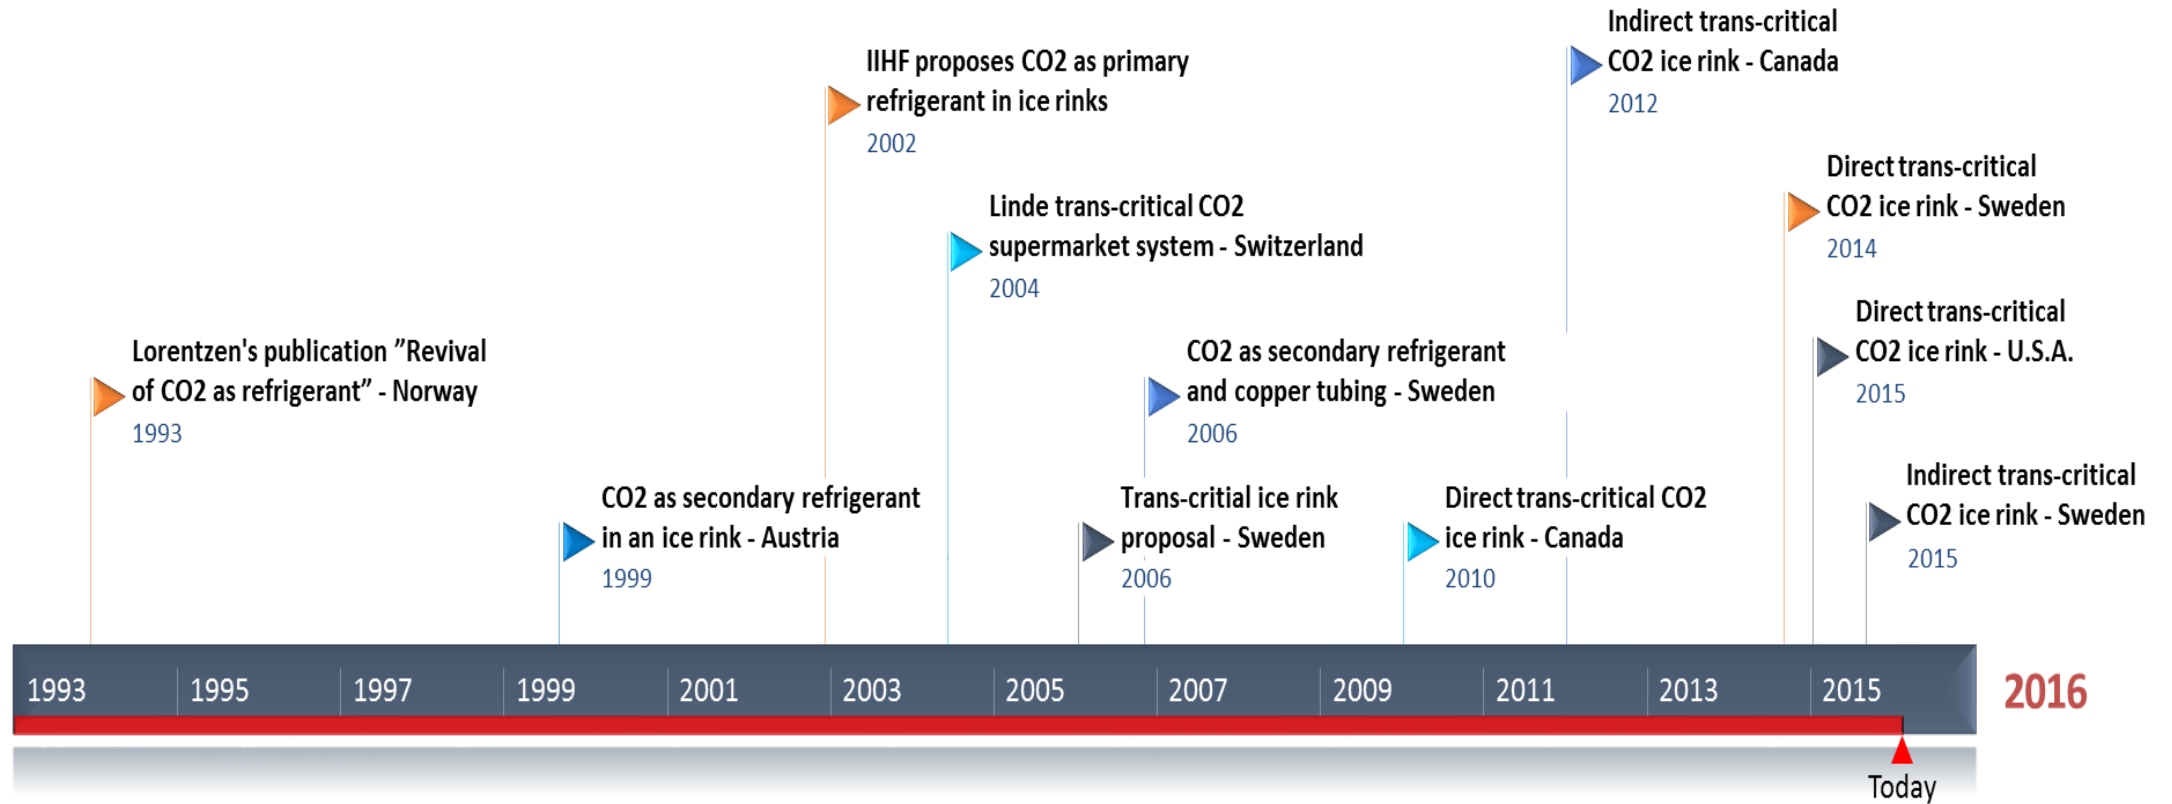 Indirect trans-critical
CO2 ice rink - Canada
2012
IIHF proposes CO2 as primary
refrigerant in ice rinks
2002
Direct trans-critical
CO2 ice rink - Sweden
2014
Linde trans-critical CO2
supermarket system - Switzerland
2004
Direct trans-critical
CO2 ice rink - U.S.A.
2015
Lorentzen's publication ”Revival
of CO2 as refrigerant” - Norway
1993
CO2 as secondary refrigerant
and copper tubing - Sweden
2006
Indirect trans-critical
CO2 ice rink - Sweden
2015
CO2 as secondary refrigerant
in an ice rink - Austria
1999
Trans-critial ice rink
proposal - Sweden
2006
Direct trans-critical CO2
ice rink - Canada
2010
1993 1995 1997 1999 2001 2003 2005 2007 2009 2011 2013 2015 2016
Today